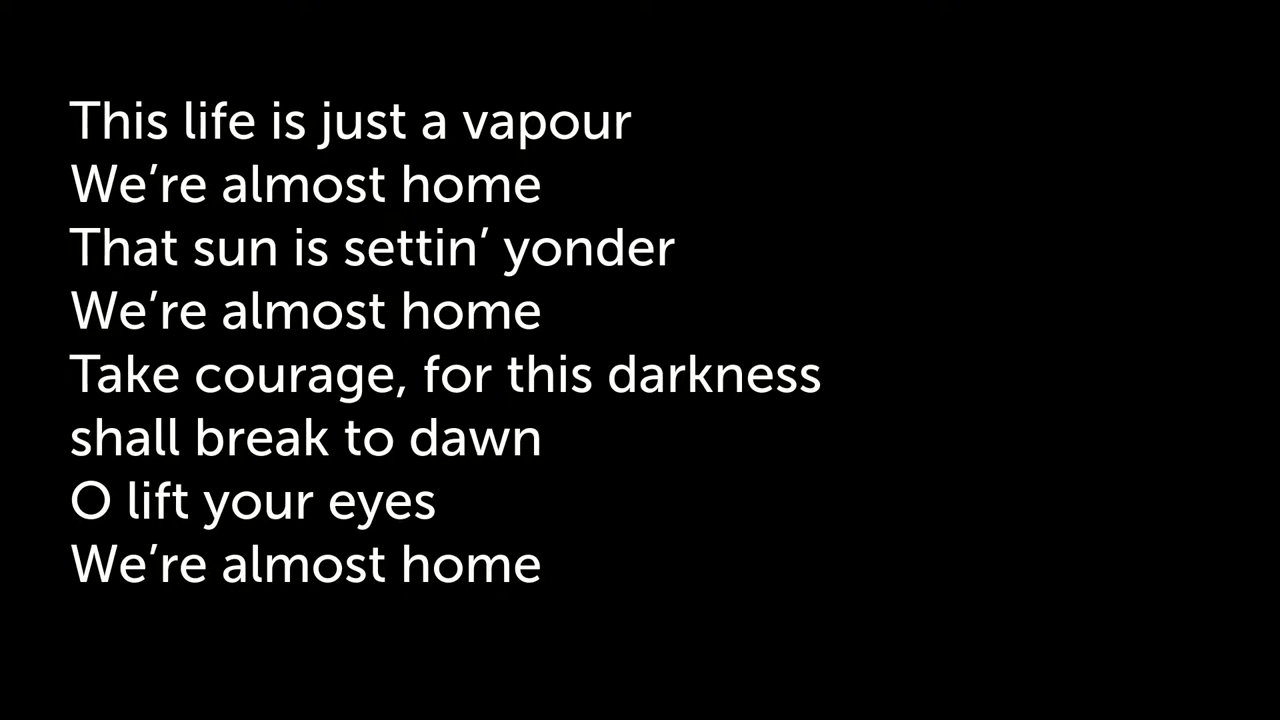 This life is just a vapour
We’re almost home
That sun is settin’ yonder
We’re almost home
Take courage, for this darkness
shall break to dawn
O lift your eyes
We’re almost home